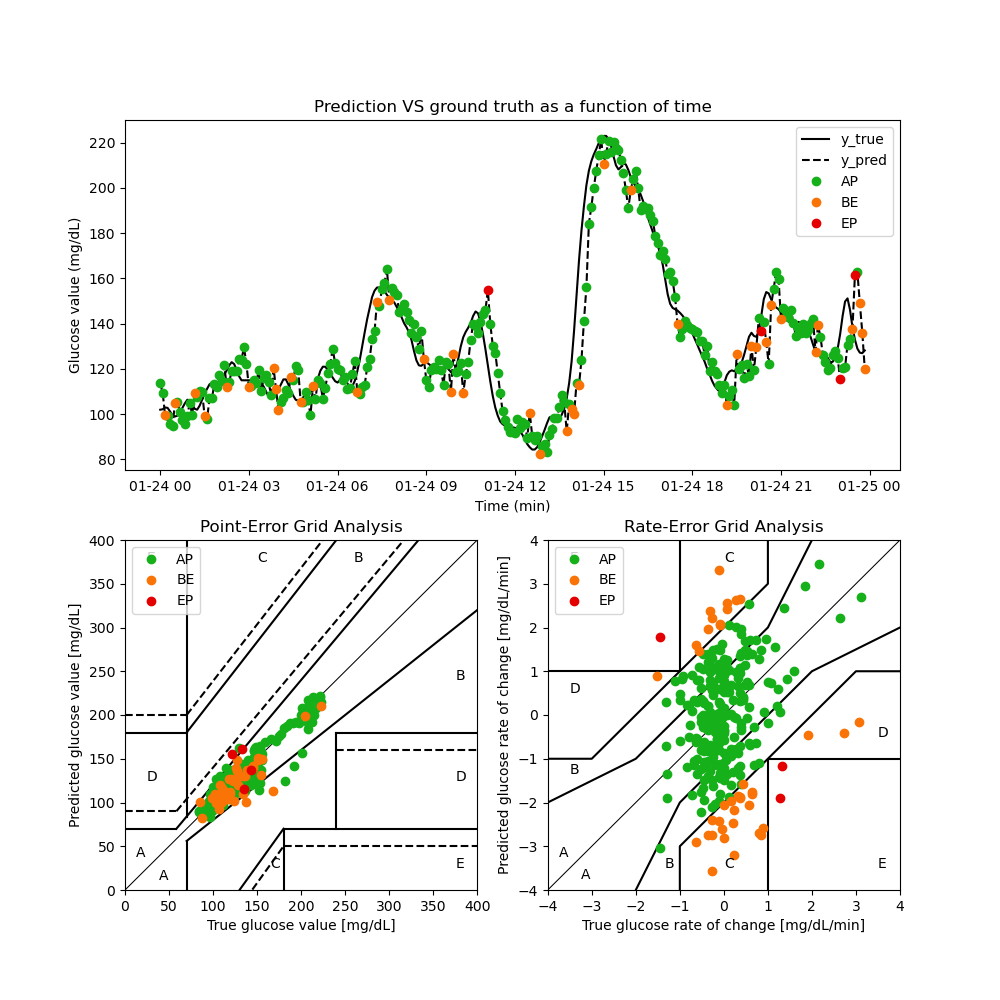 Prediction VS ground truth as a function of time
Glucose value (mg/dL)
220
200
180
160
140
120
100
80
y_true
y_pred
AP
BE
EP
01-24 00 01-24 03 01-24 06 01-24 09 01-24 12 01-24 15 01-24 18 01-24 21 01-25 00
Time (min)
Point-Error Grid Analysis
Predicted glucose value [mg/dL]
400
350
300
250
200
150
100
50
0
AP
BE
EP
C
B
B
D
D
A
A
C
E
0 50 100 150 200 250 300 350 400
True glucose value [mg/dL]
Rate-Error Grid Analysis
Predicted glucose rate of change [mg/dL/min]
4
3
2
1
0
−1
−2
−3
−4
AP
BE
EP
C
D
D
B
A
A
B
C
E
−4 −3 −2 −1 0 1 2 3 4
True glucose rate of change [mg/dL/min]